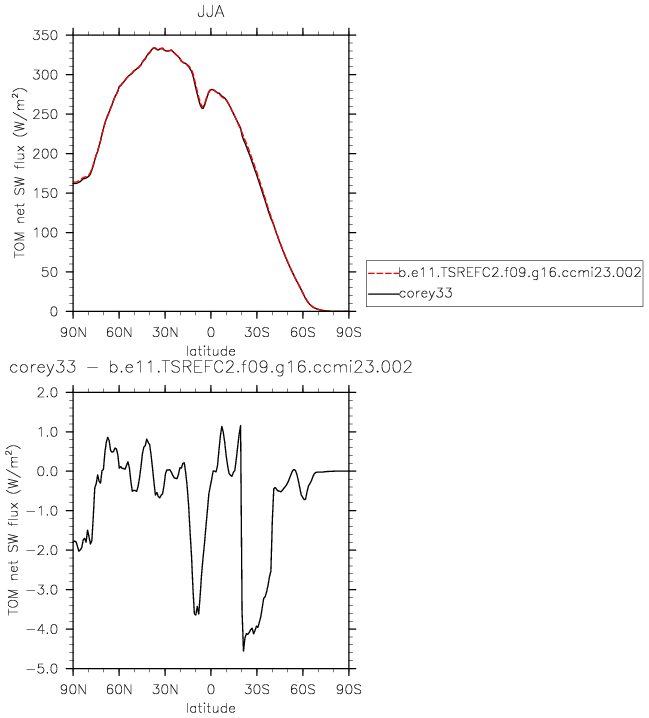 JJA
TOM net SW flux (W/m²)
350
300
250
200
150
100
50
0
90N 60N 30N 0 30S 60S 90S
latitude
b.e11.TSREFC2.f09.g16.ccmi23.002
corey33
corey33 − b.e11.TSREFC2.f09.g16.ccmi23.002
TOM net SW flux (W/m²)
2.0
1.0
0.0
−1.0
−2.0
−3.0
−4.0
−5.0
90N 60N 30N 0 30S 60S 90S
latitude